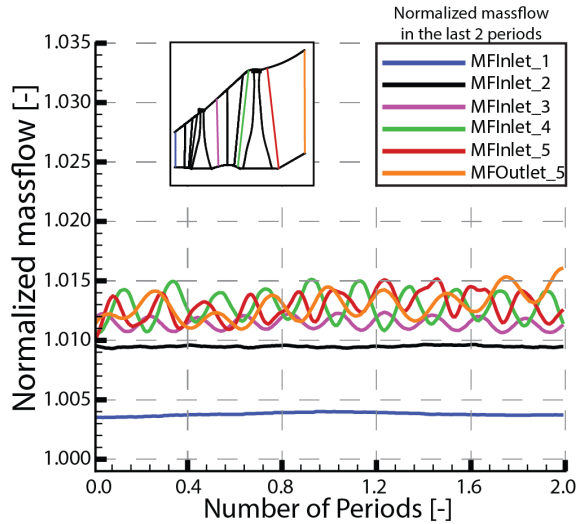 Normalized massflow
in the last 2 periods
1.035
1.030
1.025
1.020
1.015
1.010
1.005
1.000
Normalized massflow [-]
MFInlet_1
MFInlet_2
MFInlet_3
MFInlet_4
MFInlet_5
MFOutlet_5
0.0 0.4 0.8 1.2 1.6 2.0
Number of Periods [-]